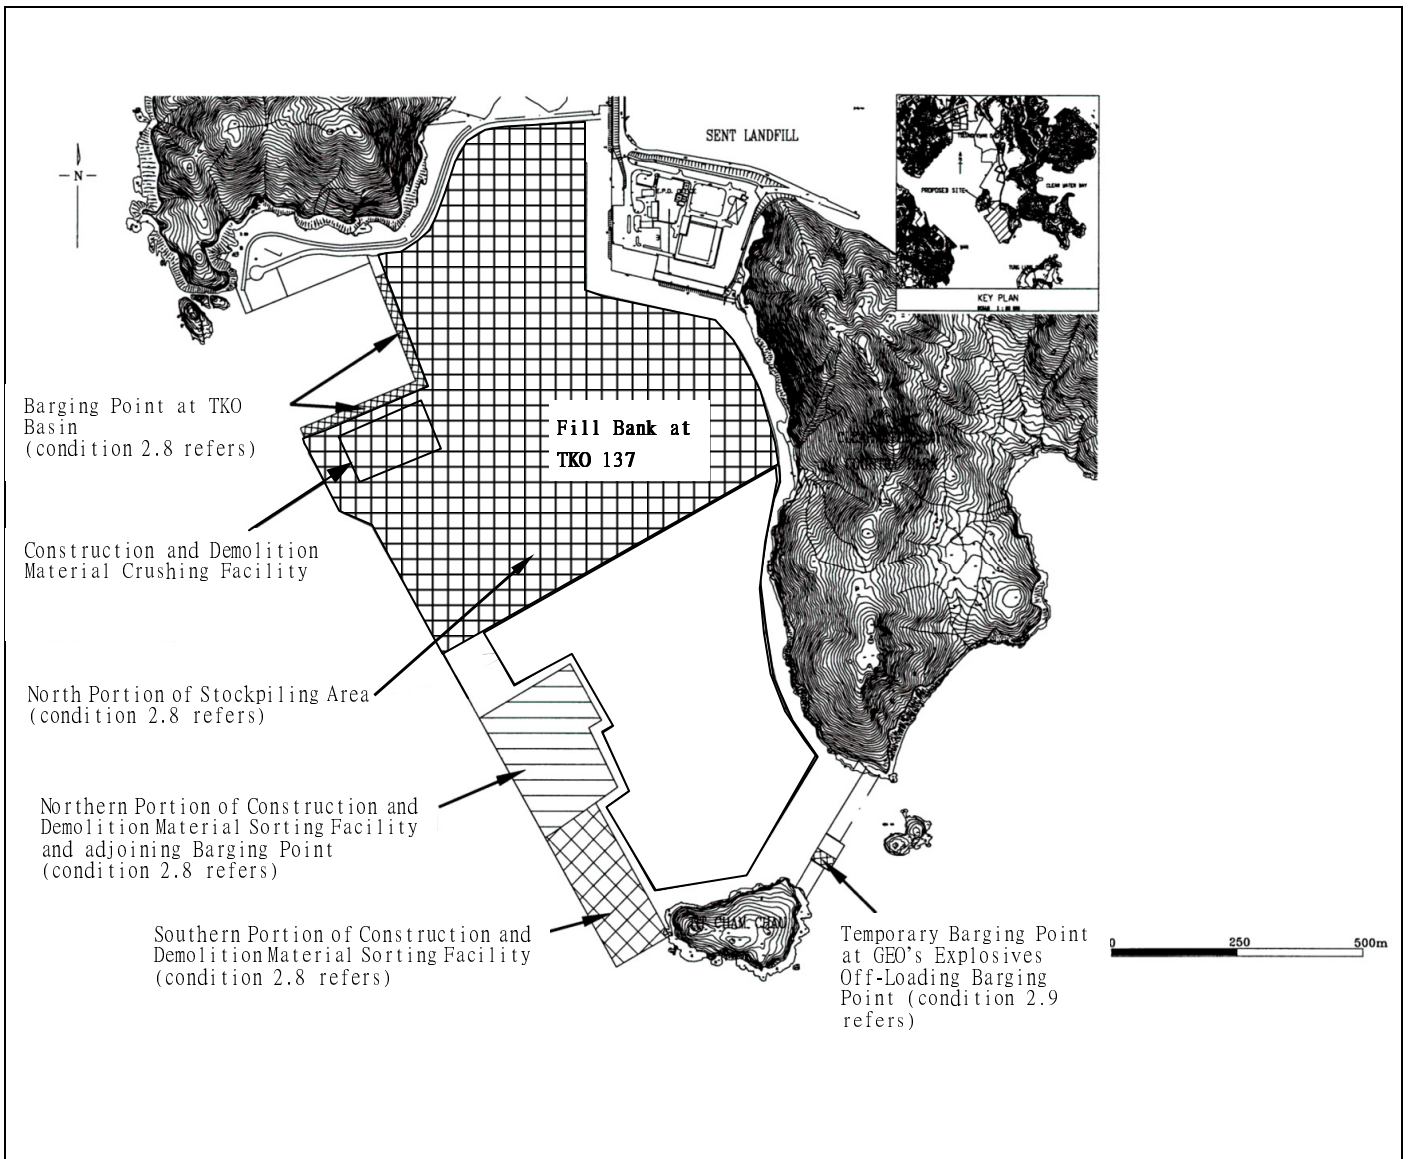 SENT LANDFILL
N
PROPOSED SITE
CLEAR WATER BAY
KEY PLAN
Barging Point at TKO
Basin
(condition 2.8 refers)
Fill Bank at
TKO 137
COUNTRY PARK
Construction and Demolition
Material Crushing Facility
North Portion of Stockpiling Area
(condition 2.8 refers)
Northern Portion of Construction and
Demolition Material Sorting Facility
and adjoining Barging Point
(condition 2.8 refers)
Southern Portion of Construction and
Demolition Material Sorting Facility
(condition 2.8 refers)
CHAM CHAU
Temporary Barging Point
at GEO's Explosives
Off-Loading Barging
Point (condition 2.9
refers)
0 250 500m